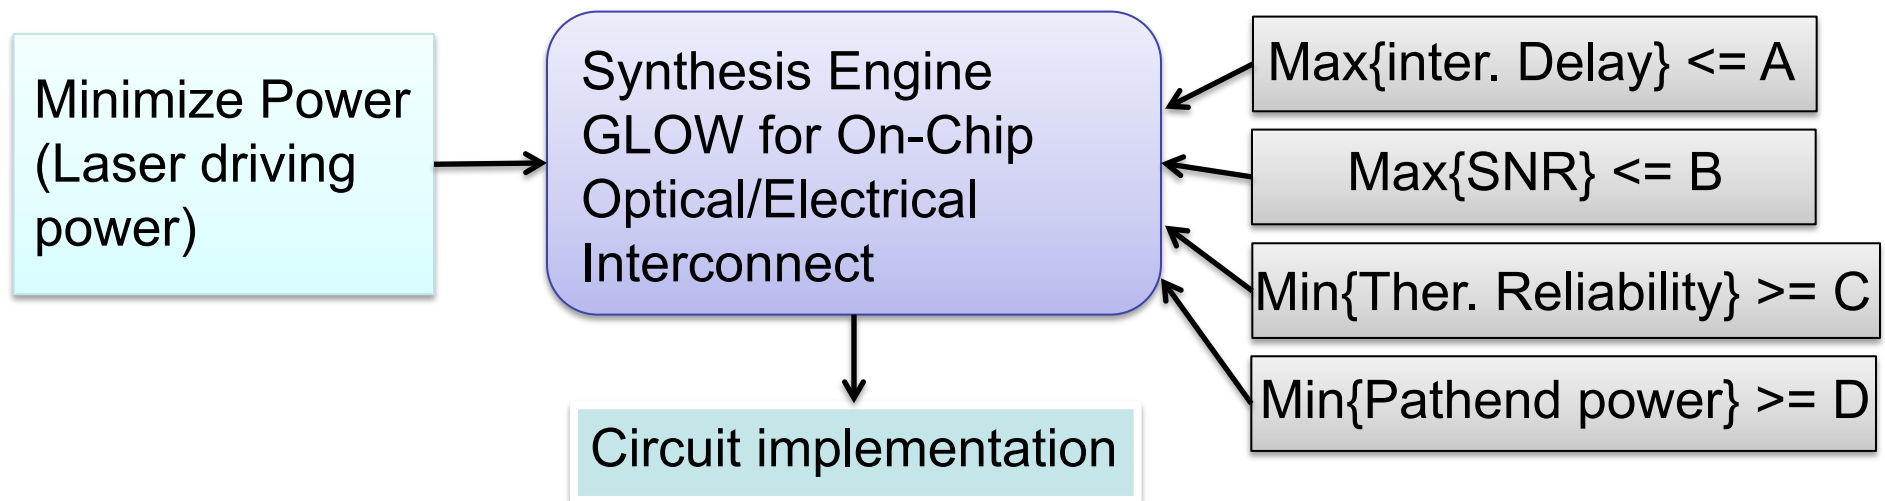 Minimize Power
(Laser driving
power)
Synthesis Engine
GLOW for On-Chip
Optical/Electrical
Interconnect
Max{inter. Delay} <= A
Max{SNR} <= B
Min{Ther. Reliability} >= C
Min{Pathend power} >= D
Circuit implementation